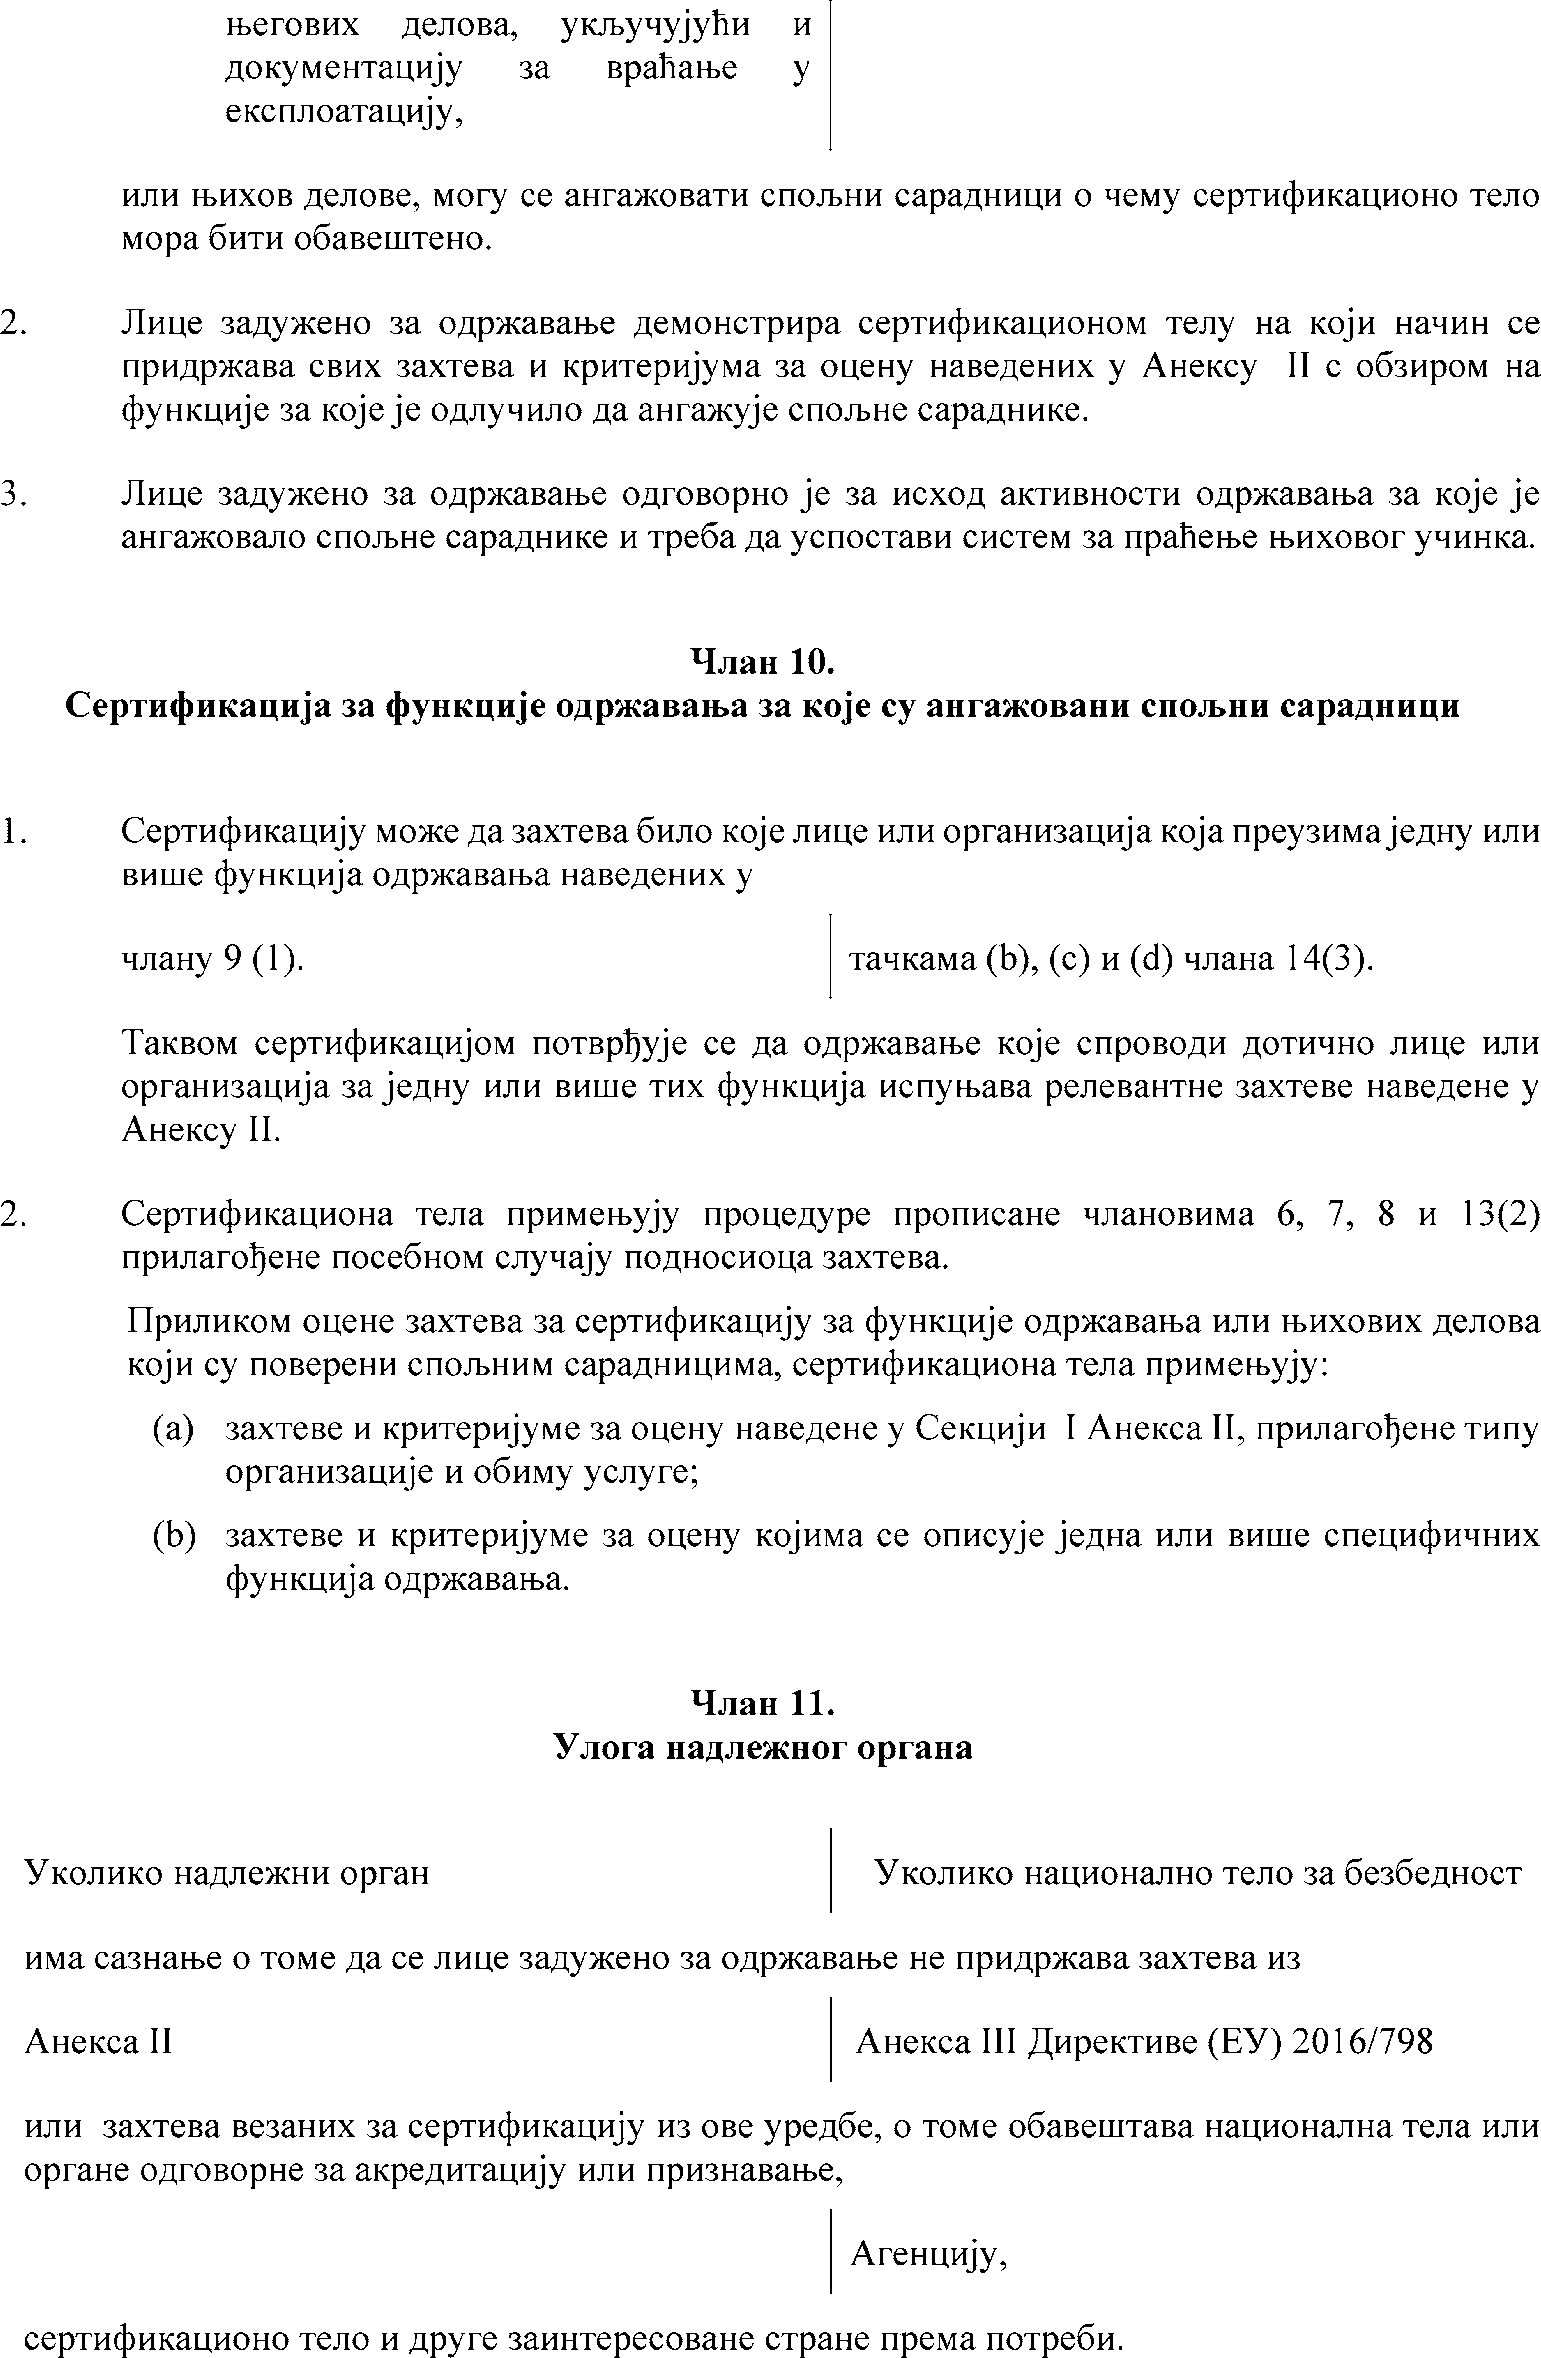 његових делова, укључујући и
документацију за враћање у
експлоатацију,
или њихов делове, могу се ангажовати спољни сарадници о чему сертификационо тело
мора бити обавештено.
2. Лице задужено за одржавање демонстрира сертификационом телу на који начин се
придржава свих захтева и критеријума за оцену наведених у Анексу II с обзиром на
функције за које је одлучило да ангажује спољне сараднике.
3. Лице задужено за одржавање одговорно је за исход активности одржавања за које је
ангажовало спољне сараднике и треба да успостави систем за праћење њиховог учинка.
Члан 10.
Сертификација за функције одржавања за које су ангажовани спољни сарадници
1. Сертификацију може да захтева било које лице или организација која преузима једну или
више функција одржавања наведених у
члану 9 (1). тачкама (b), (c) и (d) члана 14(3).
Таквом сертификацијом потврђује се да одржавање које спроводи дотично лице или
организација за једну или више тих функција испуњава релевантне захтеве наведене у
Анексу II.
2. Сертификациона тела примењују процедуре прописане члановима 6, 7, 8 и 13(2)
прилагођене посебном случају подносиоца захтева.
Приликом оцене захтева за сертификацију за функције одржавања или њихових делова
који су поверени спољним сарадницима, сертификациона тела примењују:
(a) захтеве и критеријуме за оцену наведене у Секцији I Анекса II, прилагођене типу
организације и обиму услуге;
(b) захтеве и критеријуме за оцену којима се описује једна или више специфичних
функција одржавања.
Члан 11.
Улога надлежног органа
Уколико надлежни орган Уколико национално тело за безбедност
има сазнање о томе да се лице задужено за одржавање не придржава захтева из
Анекса II Анекса III Директиве (ЕУ) 2016/798
или захтева везаних за сертификацију из ове уредбе, о томе обавештава национална тела или
органе одговорне за акредитацију или признавање,
Агенцију,
сертификационо тело и друге заинтересоване стране према потреби.